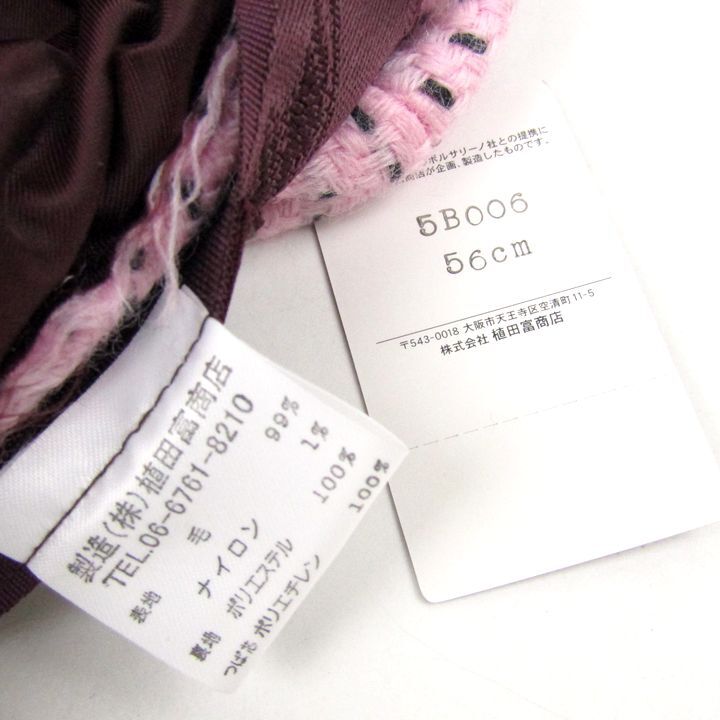 ボルサリーノ社との提携に
が企画、製造したものです。
5B006
56cm
〒543-0018 大阪市天王寺区空清町11-5
株式会社 植田富商店
製造(株)植田富商店
TEL.06-6761-8210
表地 毛 99%
ナイロン 1%
裏地 ポリエステル 100%
つば芯 ポリエチレン 100%